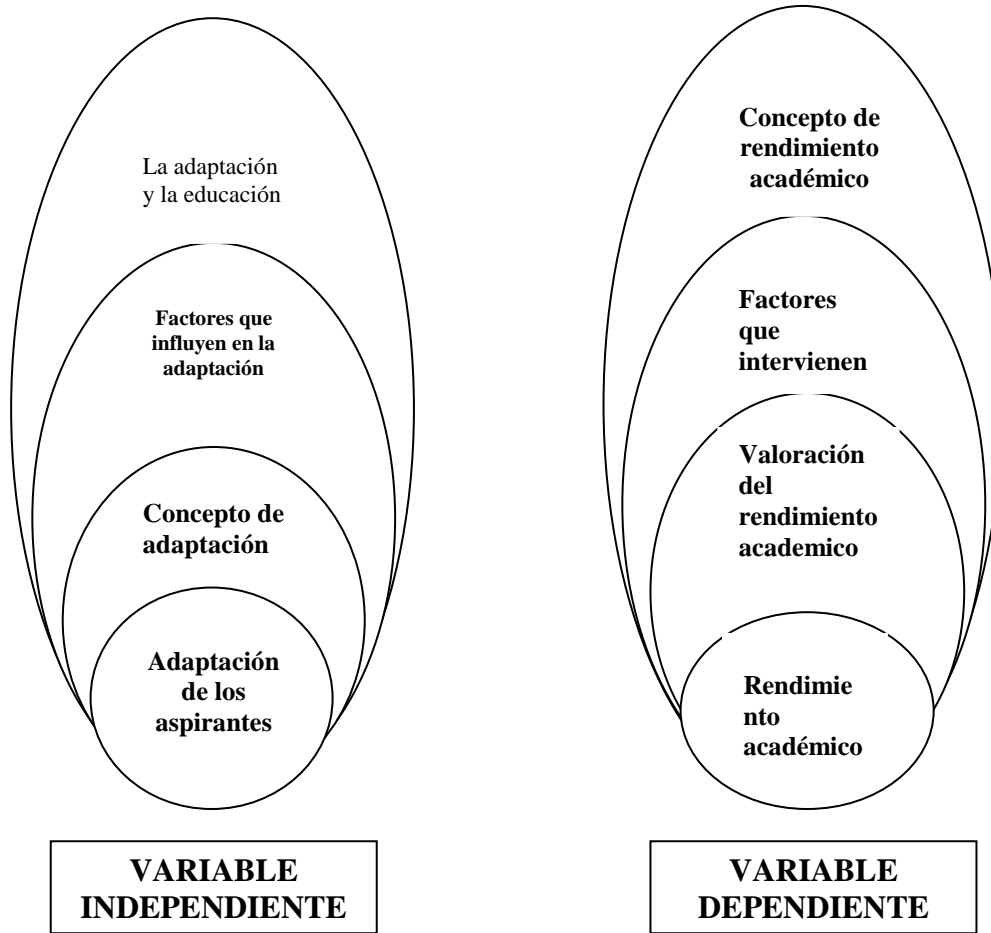 La adaptación
y la educación
Factores que
influyen en la
adaptación
Concepto de
adaptación
Adaptación
de los
aspirantes
VARIABLE
INDEPENDIENTE
Concepto de
rendimiento
académico
Factores
que
intervienen
Valoración
del
rendimiento
academico
Rendimie
nto
académico
VARIABLE
DEPENDIENTE